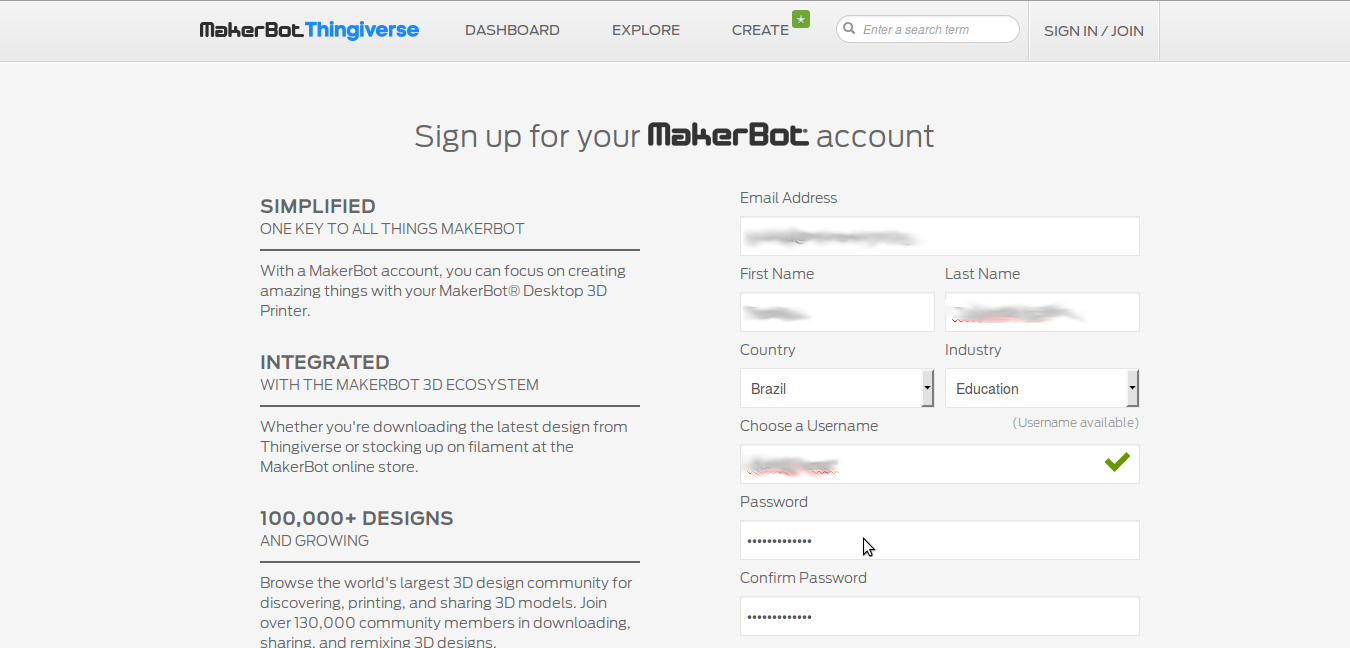 MakerBot Thingiverse DASHBOARD EXPLORE CREATE Enter a search term SIGN IN / JOIN
Sign up for your MakerBot account
SIMPLIFIED
ONE KEY TO ALL THINGS MAKERBOT
With a MakerBot account, you can focus on creating
amazing things with your MakerBot® Desktop 3D
Printer.
INTEGRATED
WITH THE MAKERBOT 3D ECOSYSTEM
Whether you're downloading the latest design from
Thingiverse or stocking up on filament at the
MakerBot online store.
100,000+ DESIGNS
AND GROWING
Browse the world's largest 3D design community for
discovering, printing, and sharing 3D models. Join
over 130,000 community members in downloading,
sharing, and remixing 3D designs.
Email Address
First Name Last Name
Country Industry
Brazil Education
Choose a Username (Username available)
Password
•••••••••••••
Confirm Password
•••••••••••••